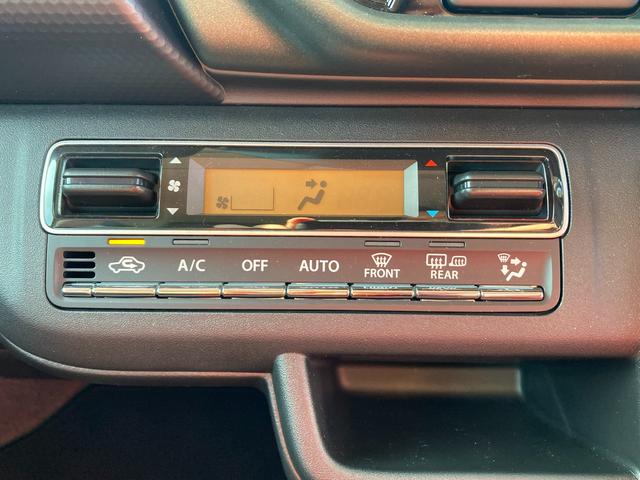 A/C OFF AUTO FRONT REAR